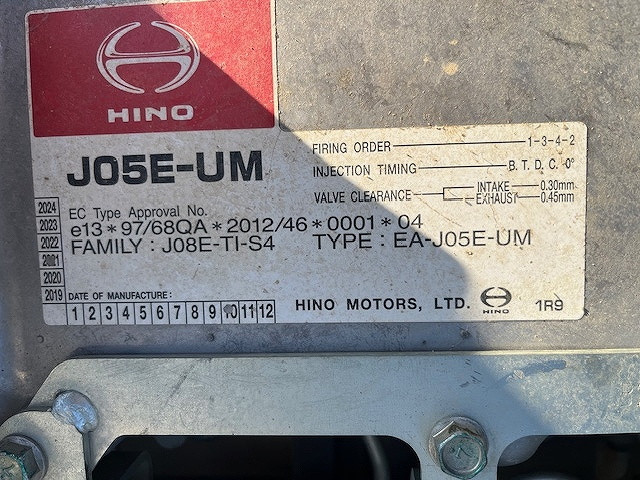 HINO
J05E-UM
FIRING ORDER 1-3-4-2
INJECTION TIMING B.T.D.C. 0°
VALVE CLEARANCE INTAKE 0.30mm
EXHAUST 0.45mm
EC Type Approval No.
e13*97/68QA*2012/46*0001*04
FAMILY : J08E-TI-S4 TYPE : EA-J05E-UM
2024
2023
2022
2021
2020
2019
DATE OF MANUFACTURE :
1 2 3 4 5 6 7 8 9 10 11 12
HINO MOTORS, LTD. HINO 1R9